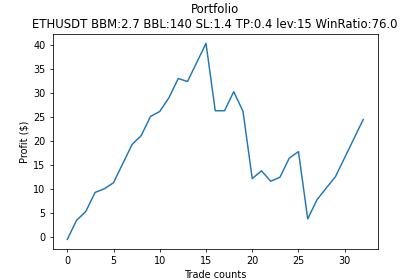 Portfolio
ETHUSDT BBM:2.7 BBL:140 SL:1.4 TP:0.4 lev:15 WinRatio:76.0
40
35
30
25
20
15
10
5
0
Profit ($)
0 5 10 15 20 25 30
Trade counts